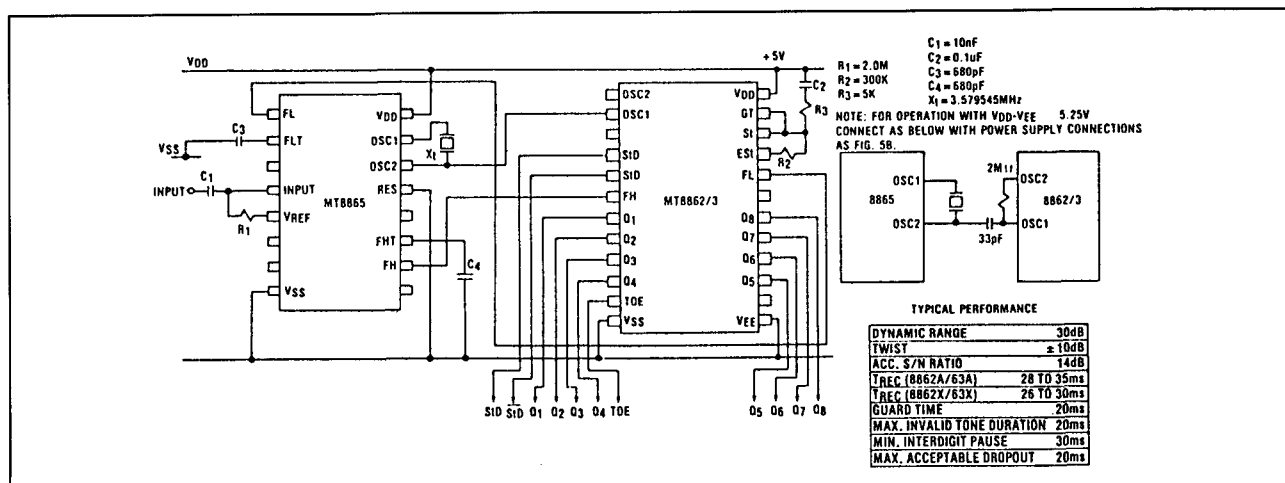 VDD
+5V
C1 = 10nF
C2 = 0.1uF
C3 = 680pF
C4 = 680pF
X1 = 3.579545MHz
R1 = 2.0M
R2 = 300K
R3 = 5K
NOTE: FOR OPERATION WITH VDD-VEE 5.25V
CONNECT AS BELOW WITH POWER SUPPLY CONNECTIONS
AS FIG. 5B.
FL
FLT
INPUT
VREF
VSS
MT8865
VDD
OSC1
OSC2
RES
FHT
FH
VSS
C3
INPUT
C1
R1
Xt
C4
OSC2
OSC1
StD
StD
FH
Q1
Q2
Q3
Q4
TOE
VSS
MT8862/3
VDD
GT
St
ESt
FL
Q8
Q7
Q6
Q5
VEE
C2
R3
R2
StD
StD
Q1
Q2
Q3
Q4
TOE
Q5
Q6
Q7
Q8
8865
OSC1
OSC2
33pF
OSC2
8862/3
OSC1
TYPICAL PERFORMANCE
DYNAMIC RANGE 30dB
TWIST ± 10dB
ACC. S/N RATIO 14dB
TREC (8862A/63A) 28 TO 35ms
TREC (8862X/63X) 26 TO 30ms
GUARD TIME 20ms
MAX. INVALID TONE DURATION 20ms
MIN. INTERDIGIT PAUSE 30ms
MAX. ACCEPTABLE DROPOUT 20ms